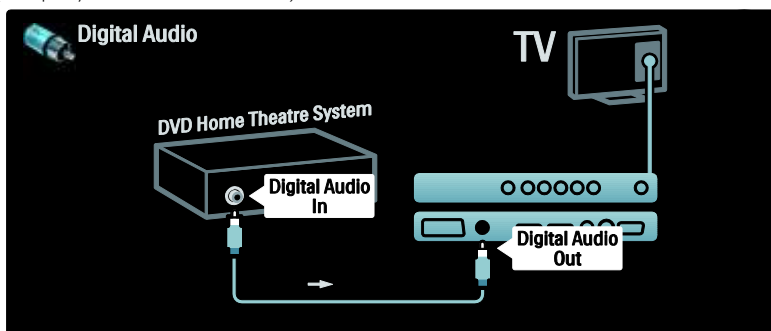 Digital Audio
TV
DVD Home Theatre System
Digital Audio
In
Digital Audio
Out